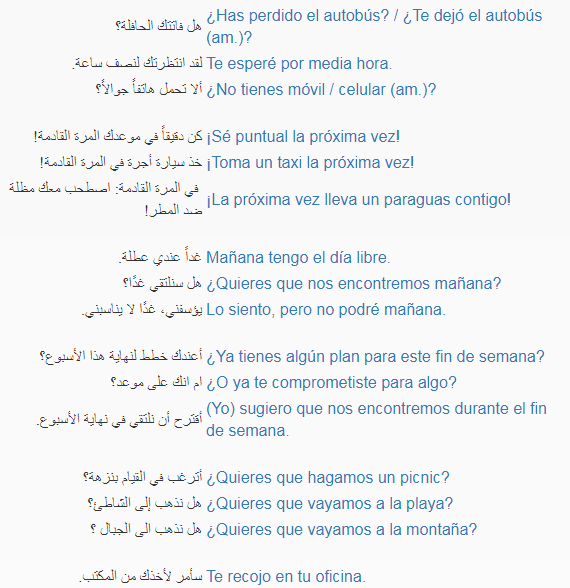 هل فاتتك الحافلة؟ ¿Has perdido el autobús? / ¿Te dejó el autobús
(am.)?
لقد انتظرتك لنصف ساعة. Te esperé por media hora.
ألا تحمل هاتفاً جوالاً؟ ¿No tienes móvil / celular (am.)?
كن دقيقاً في موعدك المرة القادمة! ¡Sé puntual la próxima vez!
خذ سيارة أجرة في المرة القادمة! ¡Toma un taxi la próxima vez!
في المرة القادمة: اصطحب معك مظلة
ضد المطر! ¡La próxima vez lleva un paraguas contigo!
غداً عندي عطلة. Mañana tengo el día libre.
هل سنلتقي غدًا؟ ¿Quieres que nos encontremos mañana?
يؤسفني، غدًا لا يناسبني. Lo siento, pero no podré mañana.
أعندك خطط لنهاية هذا الأسبوع؟ ¿Ya tienes algún plan para este fin de semana?
ام انك على موعد؟ ¿O ya te comprometiste para algo?
أقترح أن نلتقي في نهاية الأسبوع. (Yo) sugiero que nos encontremos durante el fin
de semana.
أترغب في القيام بنزهة؟ ¿Quieres que hagamos un picnic?
هل نذهب إلى الشاطئ؟ ¿Quieres que vayamos a la playa?
هل نذهب الى الجبال ؟ ¿Quieres que vayamos a la montaña?
سأمر لأخذك من المكتب. Te recojo en tu oficina.